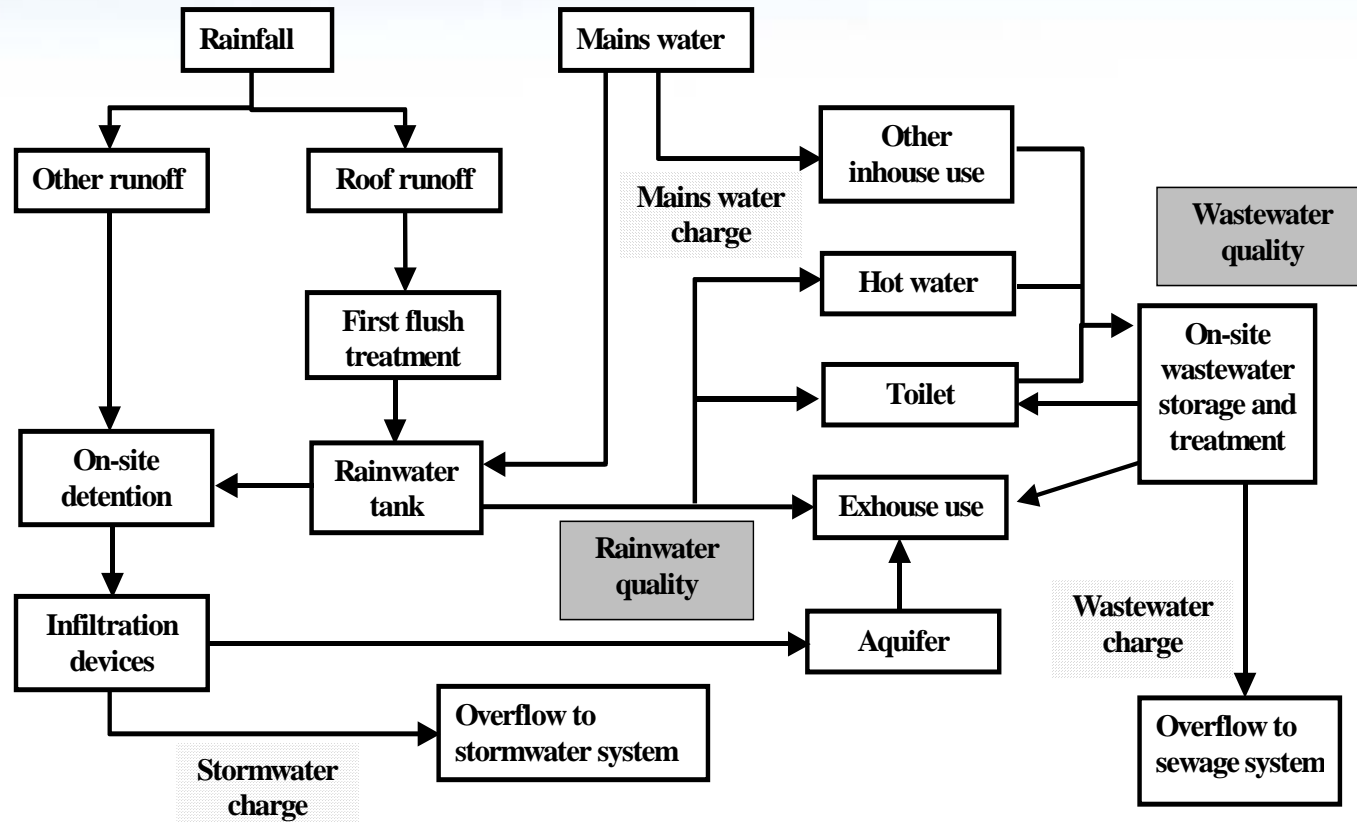 Rainfall
Mains water
Other
inhouse use
Other runoff
Roof runoff
Mains water
charge
Wastewater
quality
Hot water
First flush
treatment
On-site
wastewater
storage and
treatment
Toilet
On-site
detention
Rainwater
tank
Exhouse use
Rainwater
quality
Infiltration
devices
Aquifer
Wastewater
charge
Overflow to
stormwater system
Overflow to
sewage system
Stormwater
charge